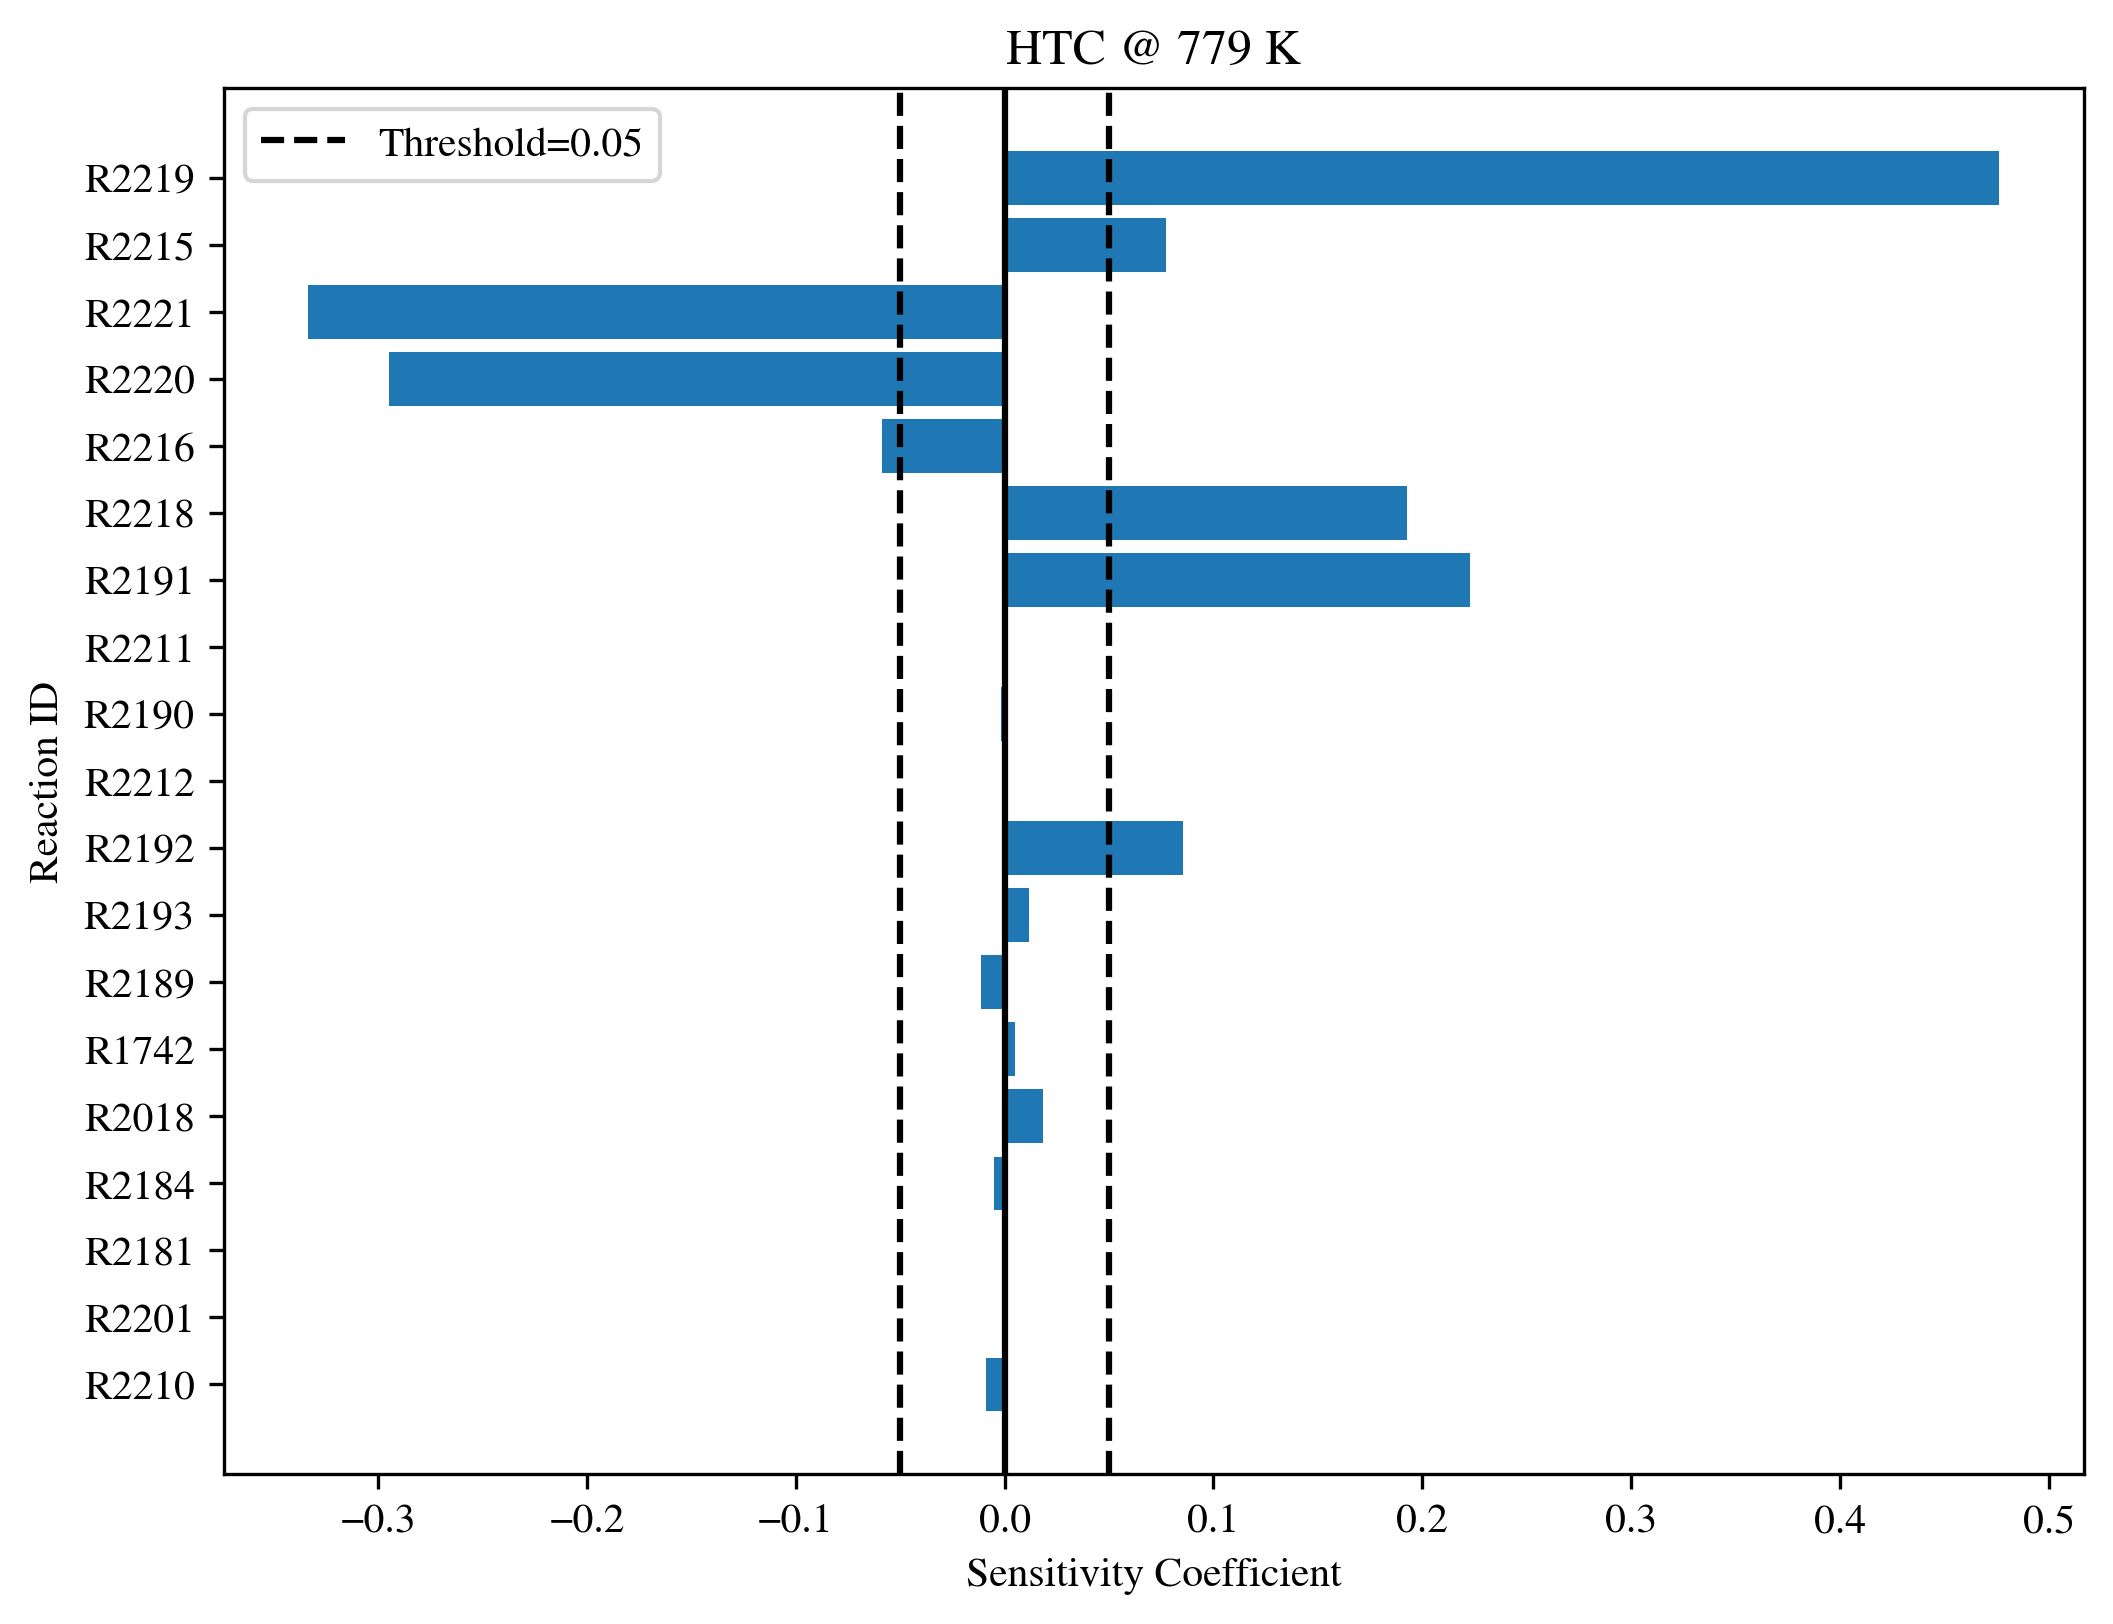 HTC @ 779 K
Threshold=0.05
R2219
R2215
R2221
R2220
R2216
R2218
R2191
R2211
R2190
R2212
R2192
R2193
R2189
R1742
R2018
R2184
R2181
R2201
R2210
Reaction ID
−0.3 −0.2 −0.1 0.0 0.1 0.2 0.3 0.4 0.5
Sensitivity Coefficient